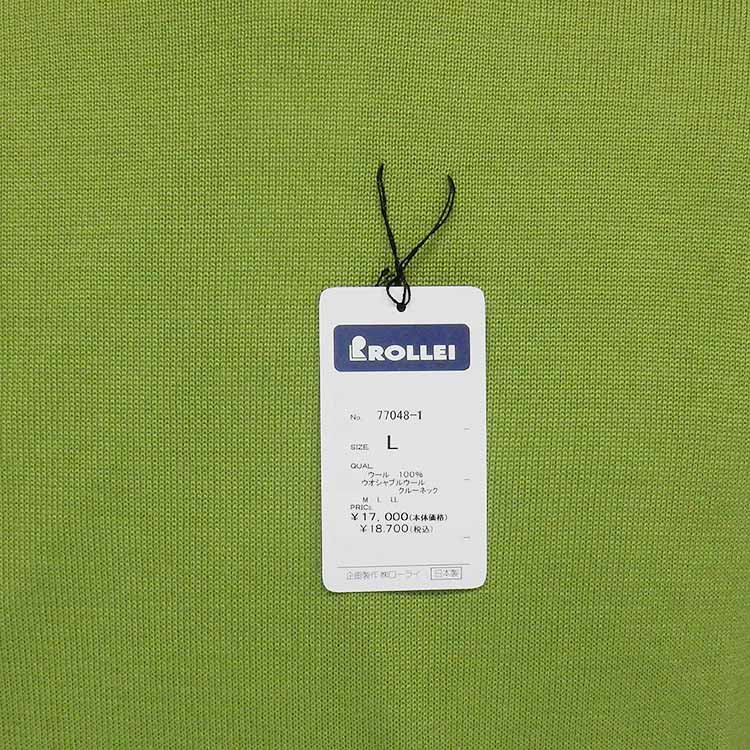 ROLLEI
No. 77048-1
SIZE L
QUAL.
ウール 100%
ウオシャブルウール
クルーネック
M L LL
PRICE
¥17,000(本体価格)
¥18,700(税込)
企画製作 ㈱ローライ 日本製